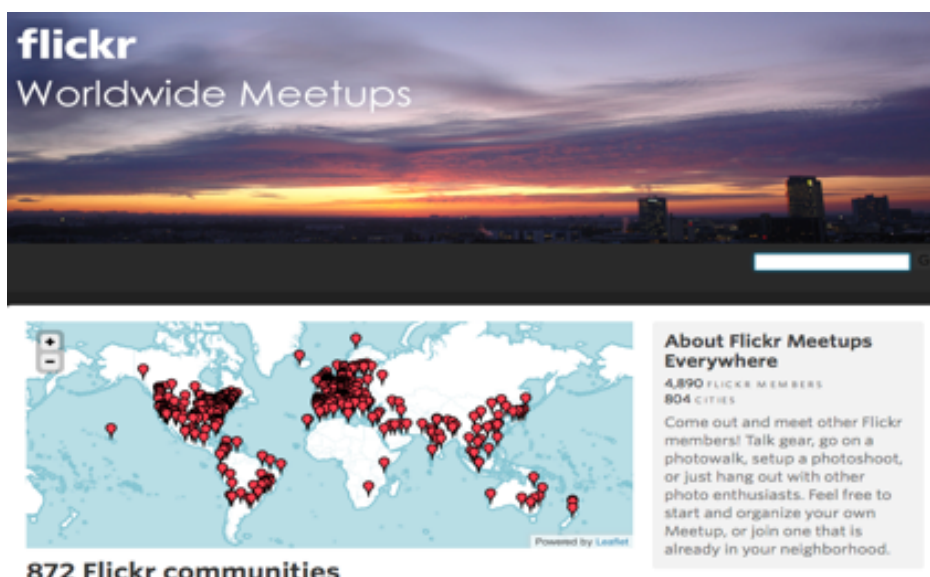 flickr
Worldwide Meetups
G
+
-
Powered by Leaflet
About Flickr Meetups
Everywhere
4,890 FLICKR MEMBERS
804 CITIES
Come out and meet other Flickr
members! Talk gear, go on a
photowalk, setup a photoshoot,
or just hang out with other
photo enthusiasts. Feel free to
start and organize your own
Meetup, or join one that is
already in your neighborhood.
872 Flickr communities